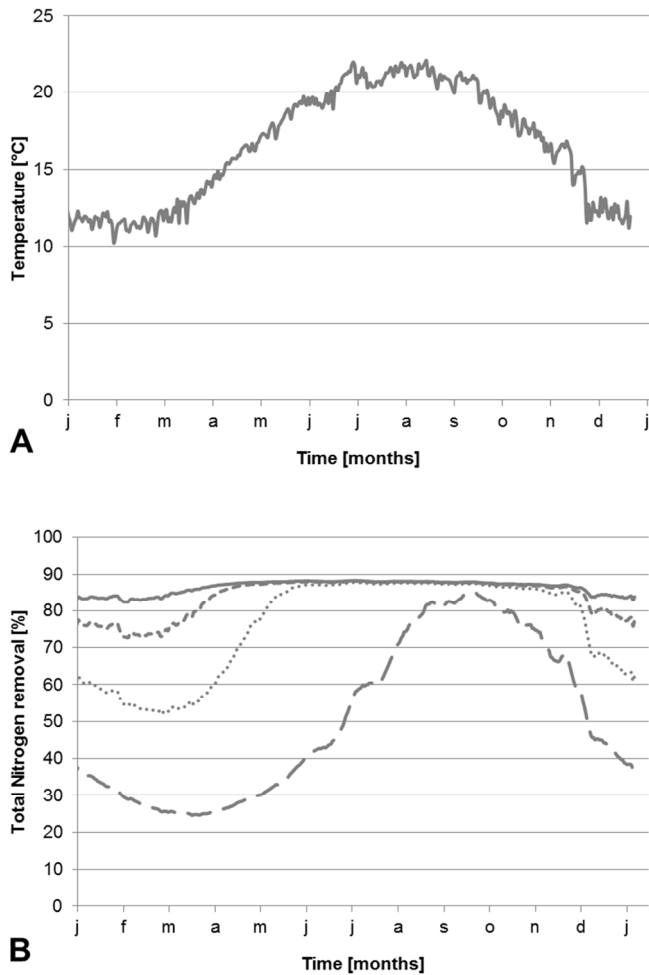 25
20
15
10
5
0
Temperature [°C]
j f m a m j j a s o n d j
Time [months]
A
100
90
80
70
60
50
40
30
20
10
0
Total Nitrogen removal [%]
j f m a m j j a s o n d j
Time [months]
B